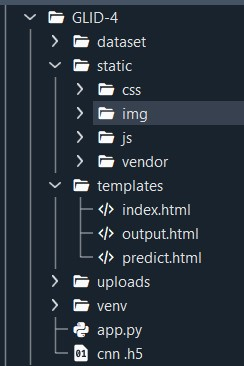 GLID-4
dataset
static
css
img
js
vendor
templates
</> index.html
</> output.html
</> predict.html
uploads
venv
app.py
01 cnn .h5